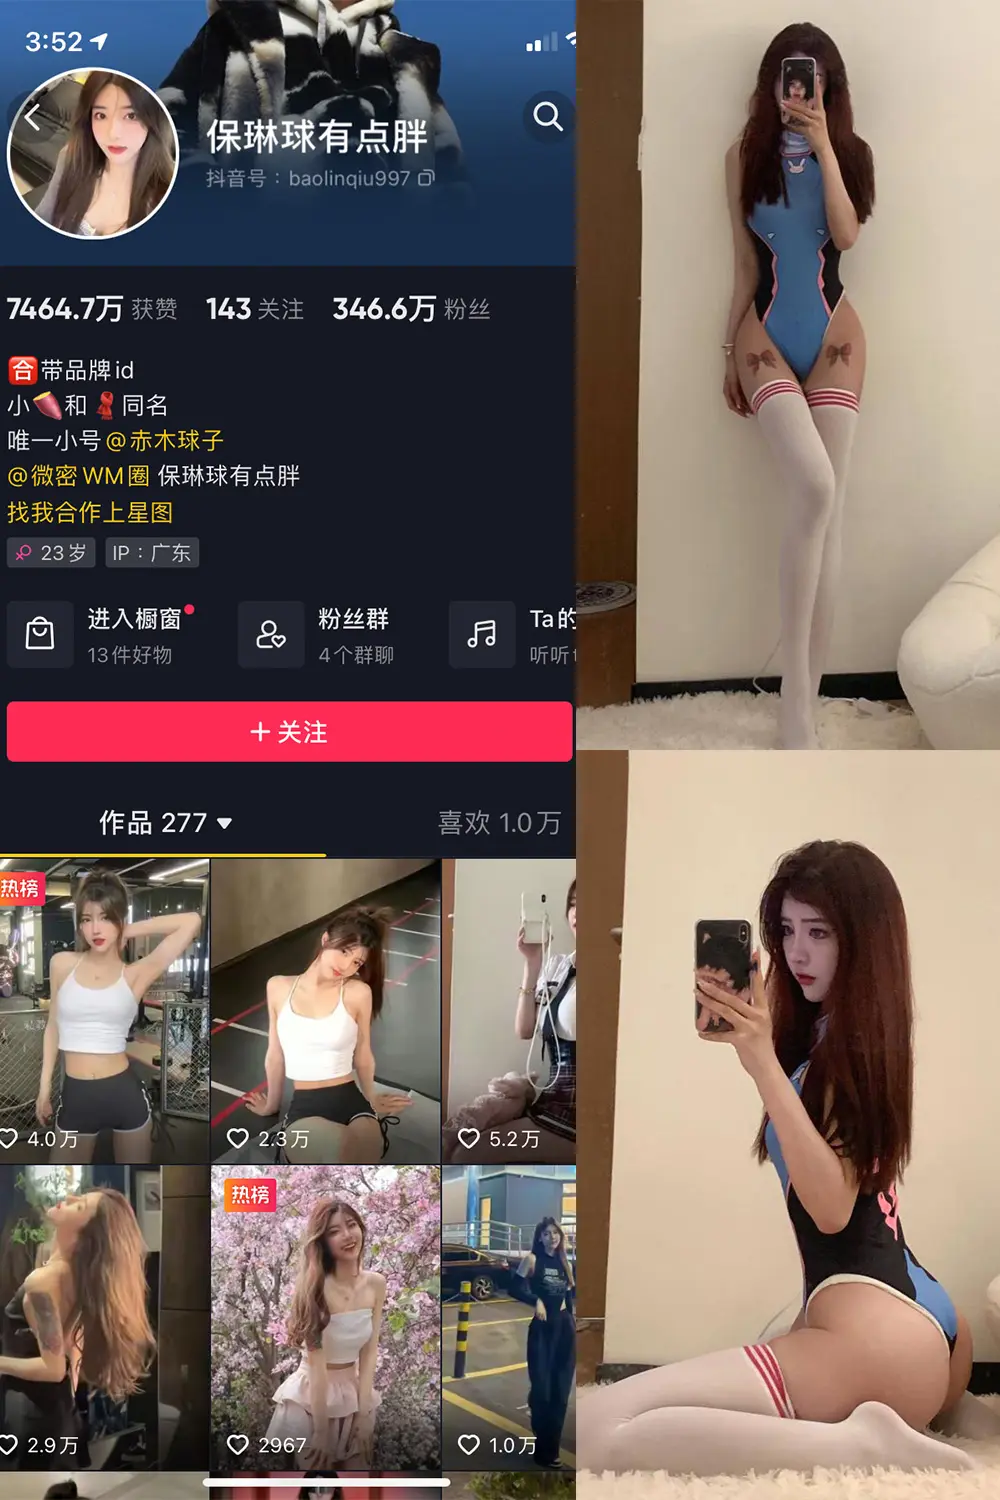 3:52
保琳球有点胖
抖音号：baolinqiu997
7464.7万 获赞 143 关注 346.6万 粉丝
合 带品牌id
小🍠和🧣同名
唯一小号 @赤木球子
@微密WM圈 保琳球有点胖
找我合作上星图
23岁 IP：广东
进入橱窗 粉丝群 Ta的
13件好物 4个群聊 听听
+ 关注
作品 277 喜欢 1.0万
热榜
4.0万 2.3万 5.2万
热榜
2.9万 2967 1.0万